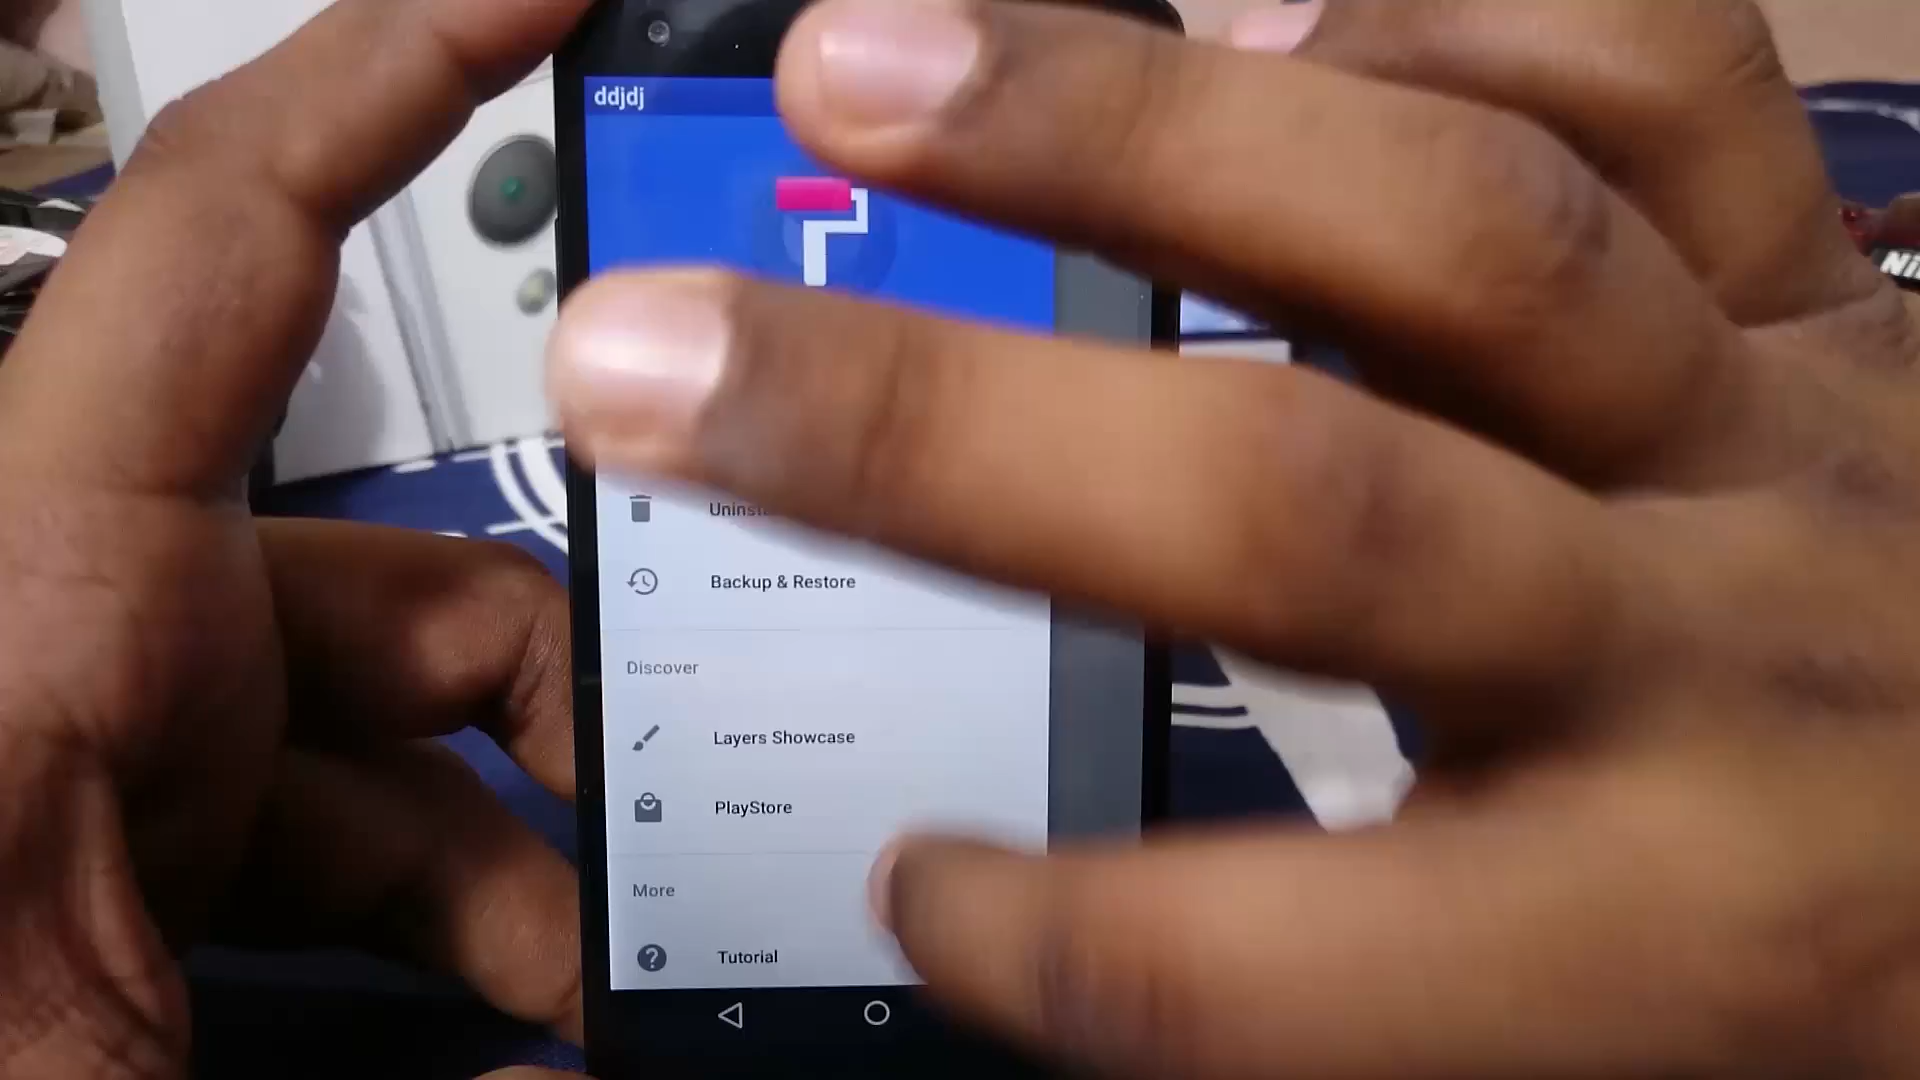 ddjdj
Backup & Restore
Discover
Layers Showcase
PlayStore
More
Tutorial